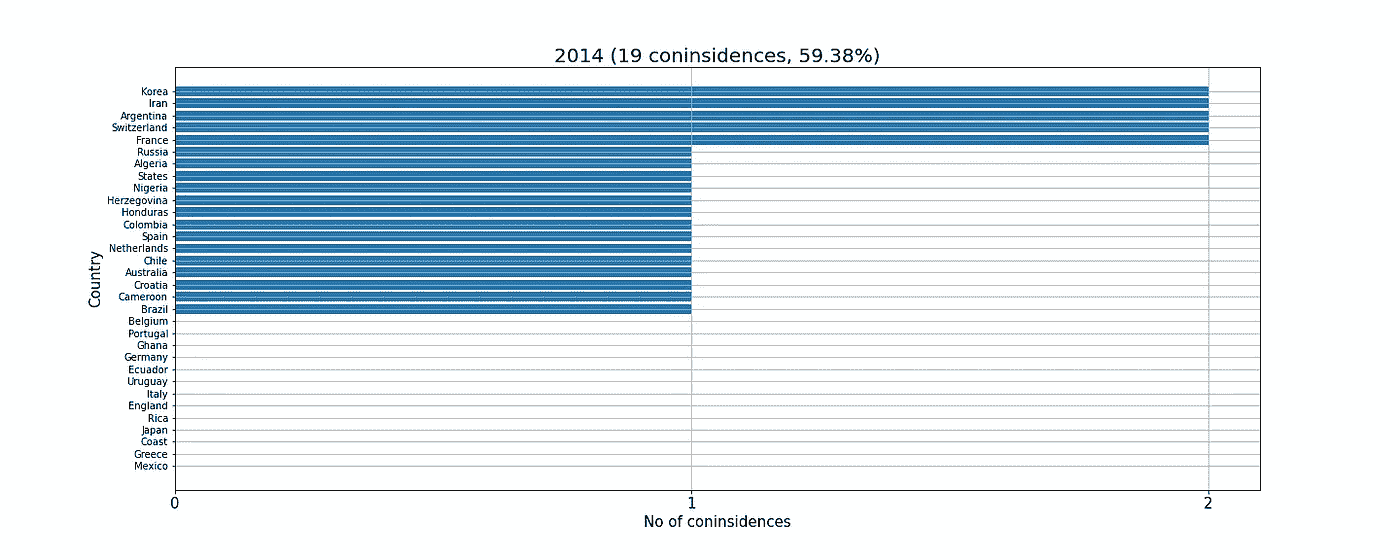 2014 (19 coninsidences, 59.38%)
Korea
Iran
Argentina
Switzerland
France
Russia
Algeria
States
Nigeria
Herzegovina
Honduras
Colombia
Spain
Netherlands
Chile
Australia
Croatia
Cameroon
Brazil
Belgium
Portugal
Ghana
Germany
Ecuador
Uruguay
Italy
England
Rica
Japan
Coast
Greece
Mexico
Country
0 1 2
No of coninsidences